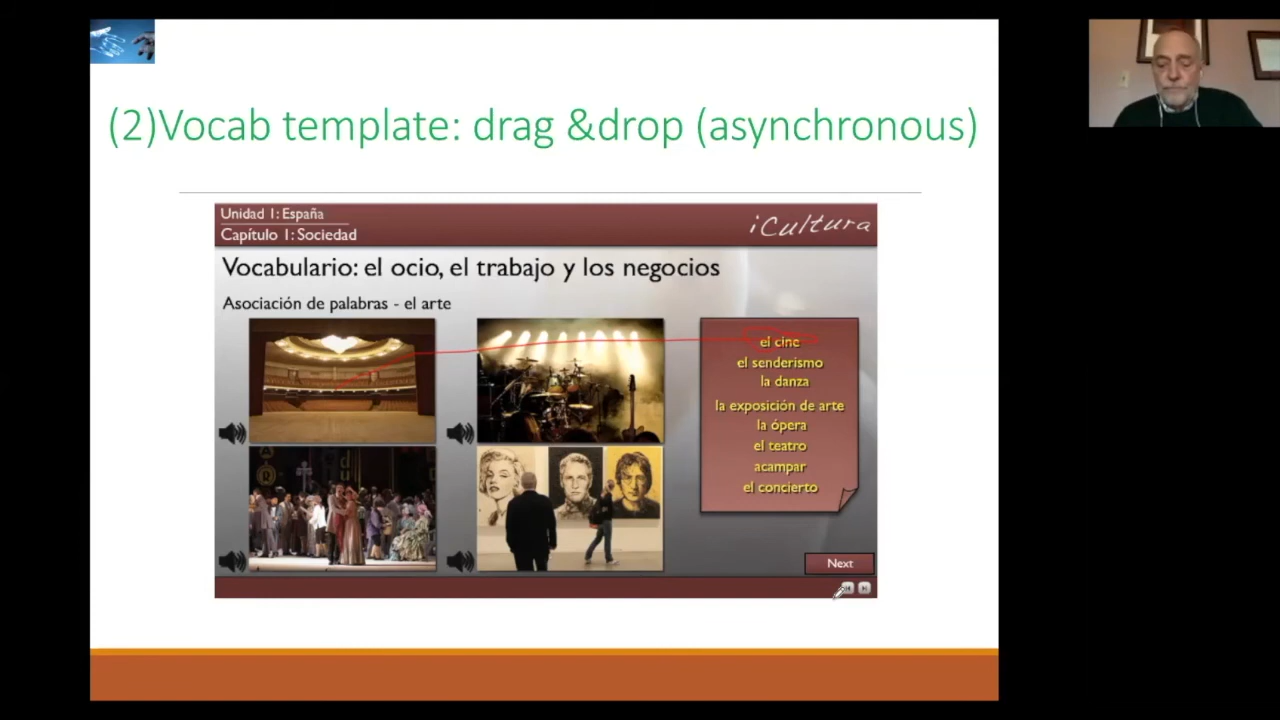 (2)Vocab template: drag &drop (asynchronous)
Unidad 1: España
Capítulo 1: Sociedad
iCultura
Vocabulario: el ocio, el trabajo y los negocios
Asociación de palabras - el arte
el cine
el senderismo
la danza
la exposición de arte
la ópera
el teatro
acampar
el concierto
Next